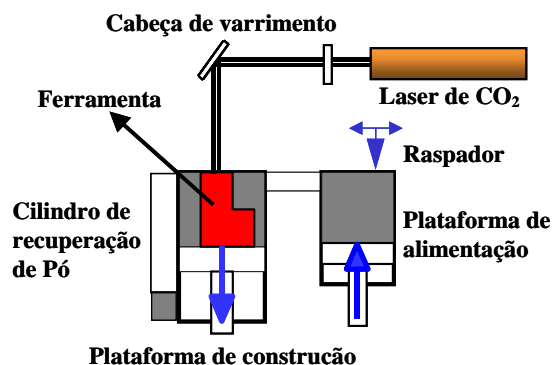 Cabeça de varrimento
Laser de CO₂
Ferramenta
Raspador
Cilindro de
recuperação
de Pó
Plataforma de
alimentação
Plataforma de construcão